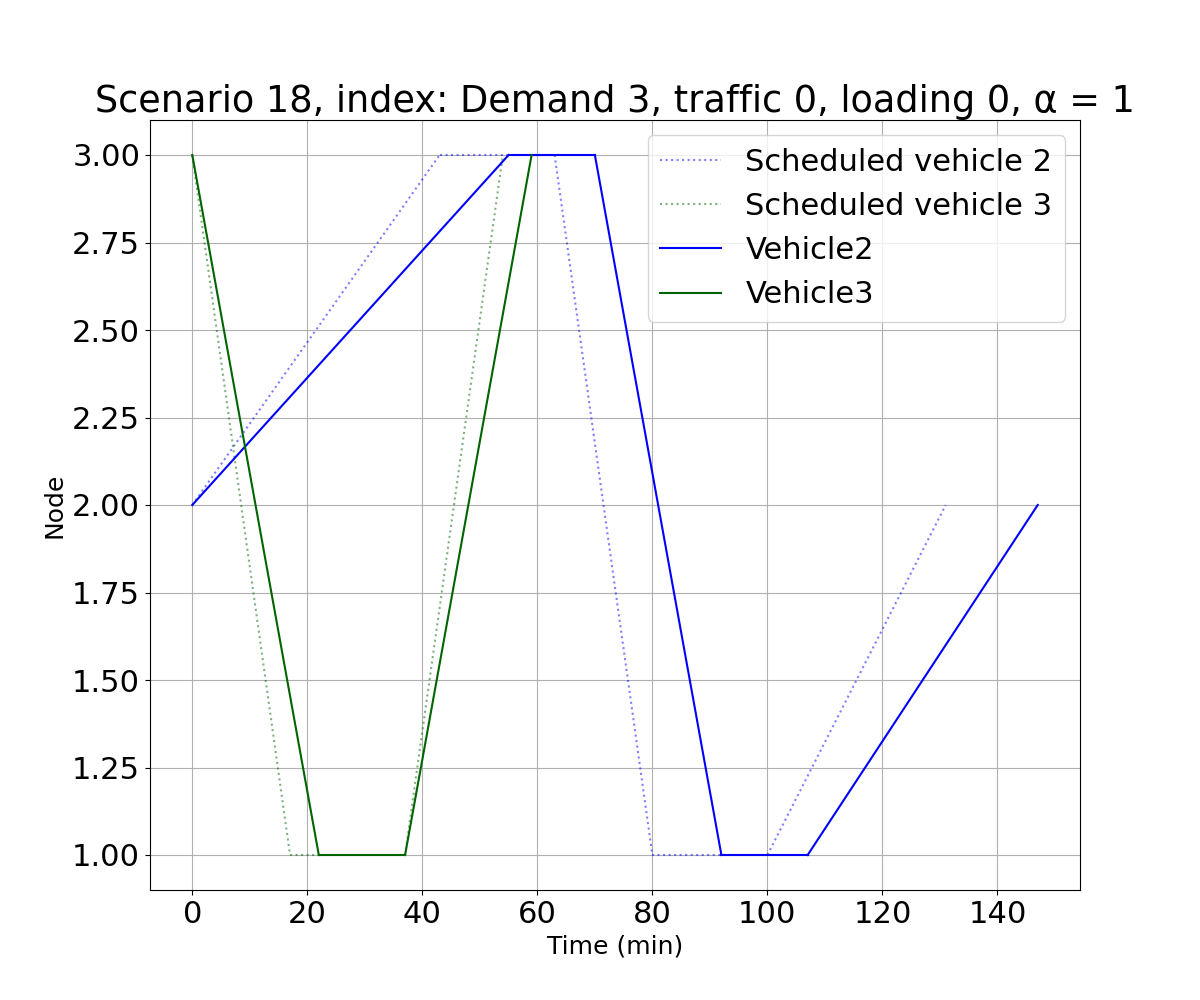 Scenario 18, index: Demand 3, traffic 0, loading 0, α = 1
Scheduled vehicle 2
Scheduled vehicle 3
Vehicle2
Vehicle3
Node
3.00
2.75
2.50
2.25
2.00
1.75
1.50
1.25
1.00
0 20 40 60 80 100 120 140
Time (min)